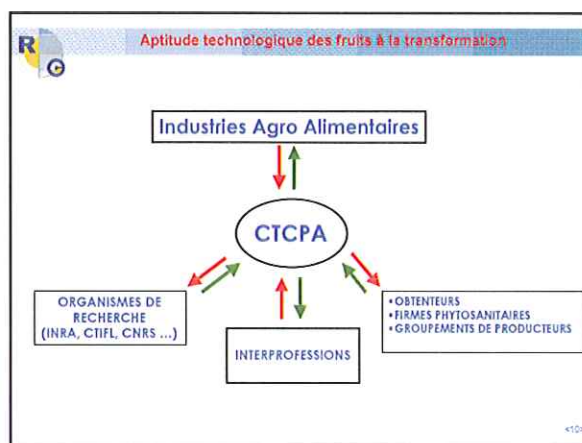 R
C
Aptitude technologique des fruits à la transformation
Industries Agro Alimentaires
CTCPA
ORGANISMES DE
RECHERCHE
(INRA, CTIFL, CNRS ...)
INTERPROFESSIONS
•OBTENTEURS
•FIRMES PHYTOSANITAIRES
•GROUPEMENTS DE PRODUCTEURS
<10>